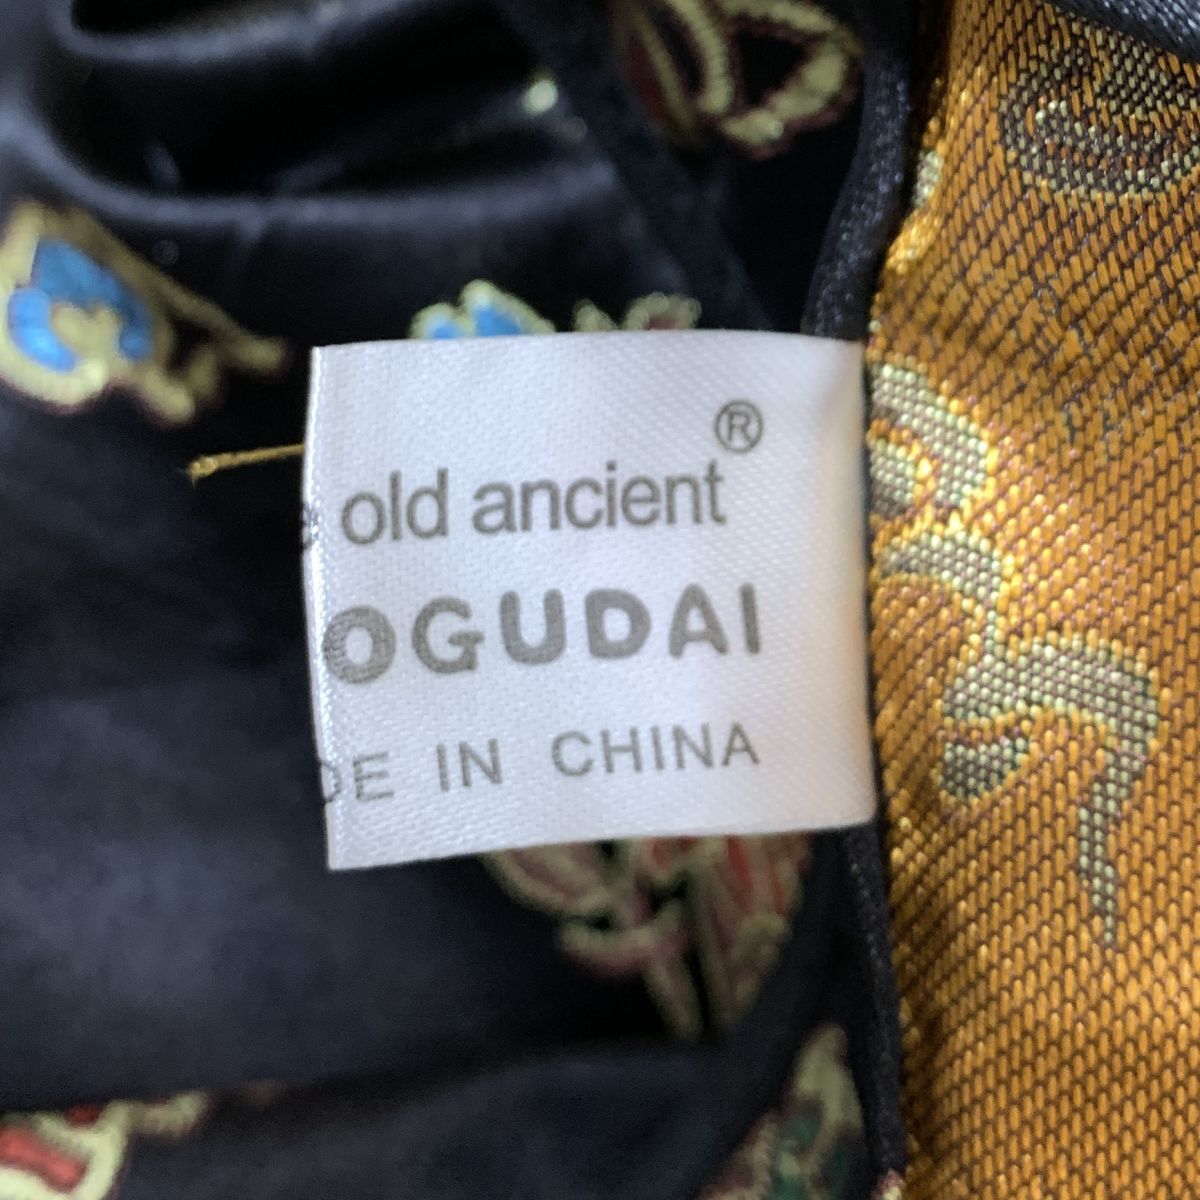 old ancient®
OGUDAI
DE IN CHINA